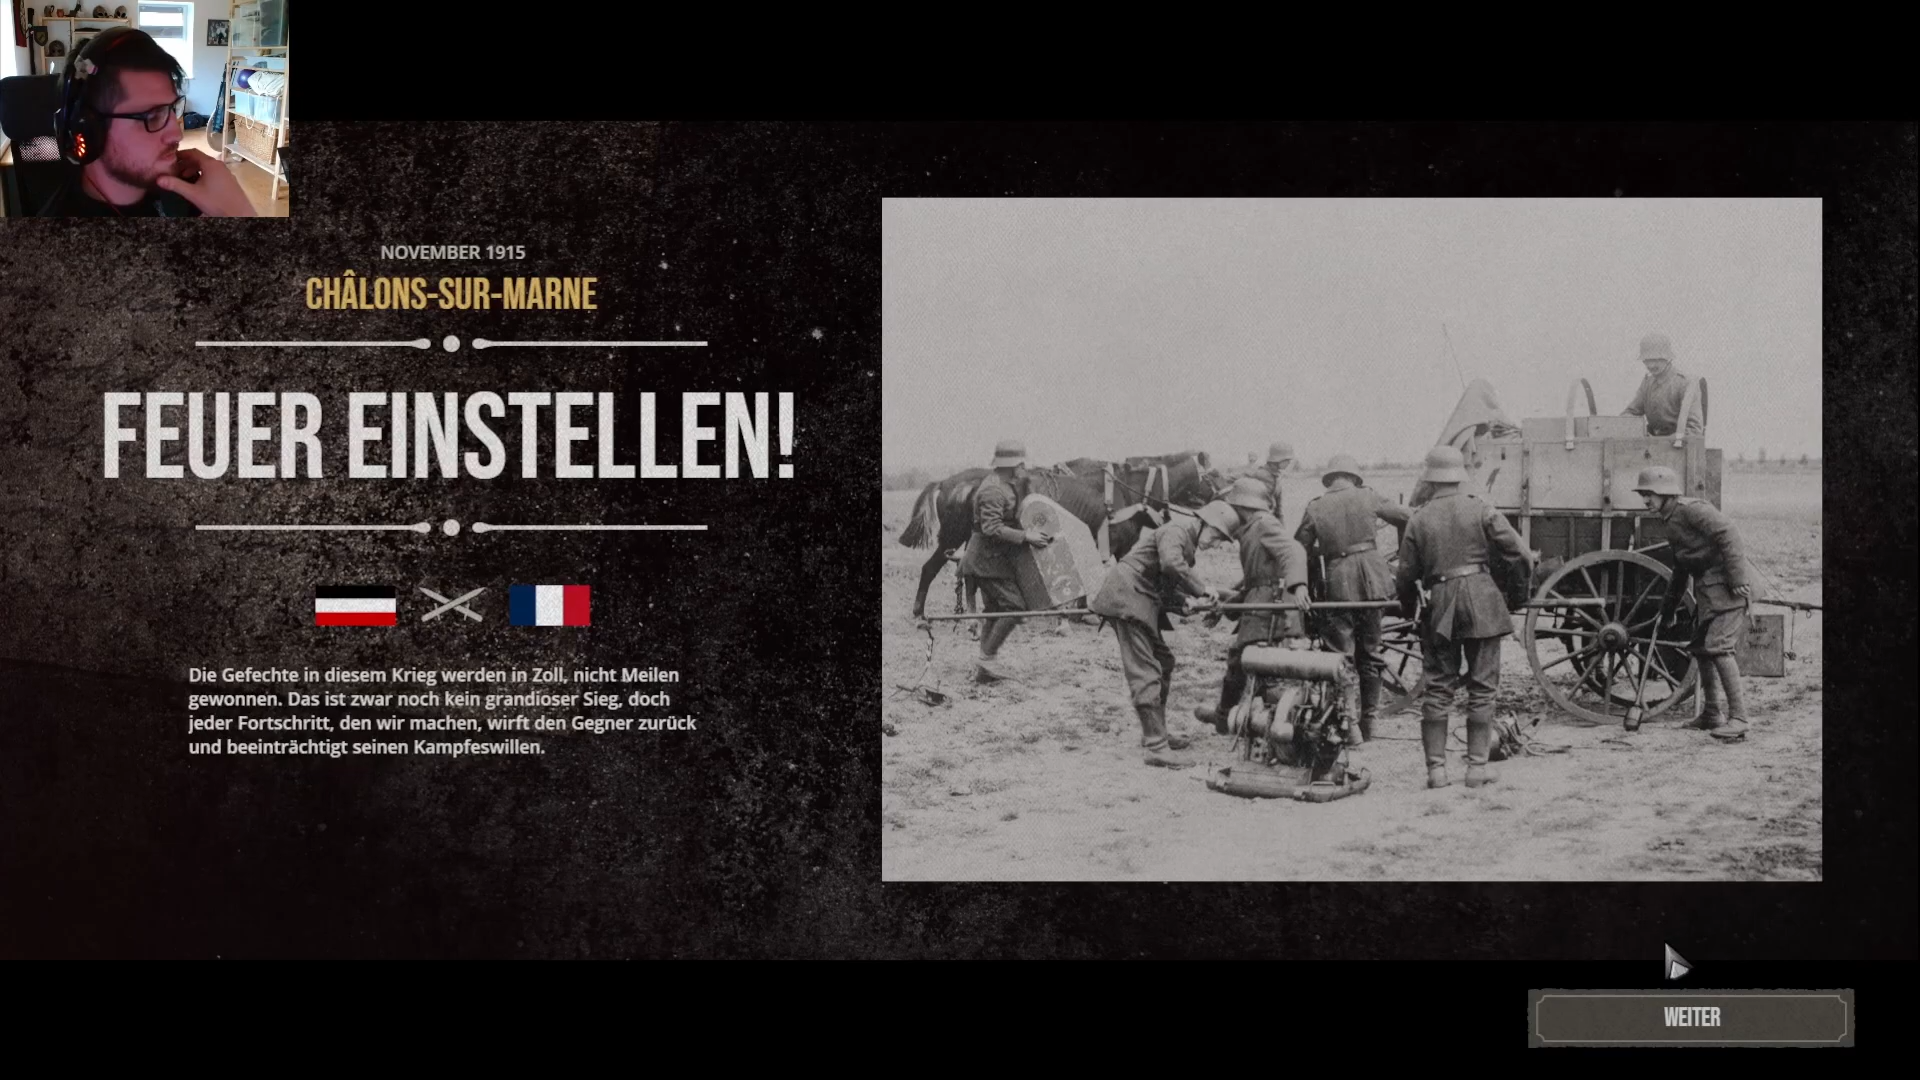 NOVEMBER 1915
CHÂLONS-SUR-MARNE
FEUER EINSTELLEN!
Die Gefechte in diesem Krieg werden in Zoll, nicht Meilen
gewonnen. Das ist zwar noch kein grandioser Sieg, doch
jeder Fortschritt, den wir machen, wirft den Gegner zurück
und beeinträchtigt seinen Kampfeswillen.
WEITER